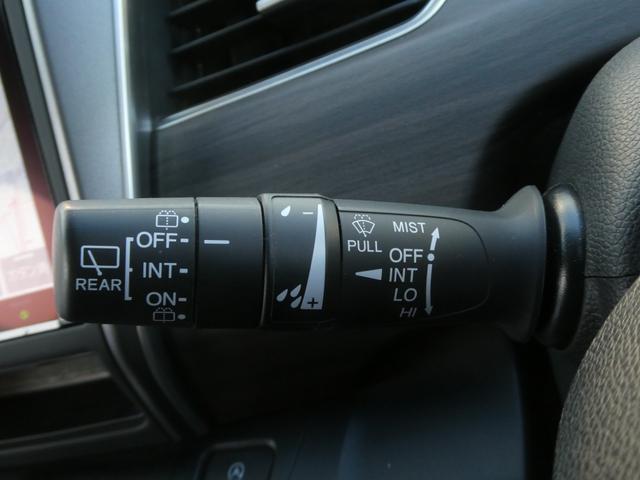 OFF
INT
REAR
ON
−
+
PULL
MIST
OFF
INT
LO
HI